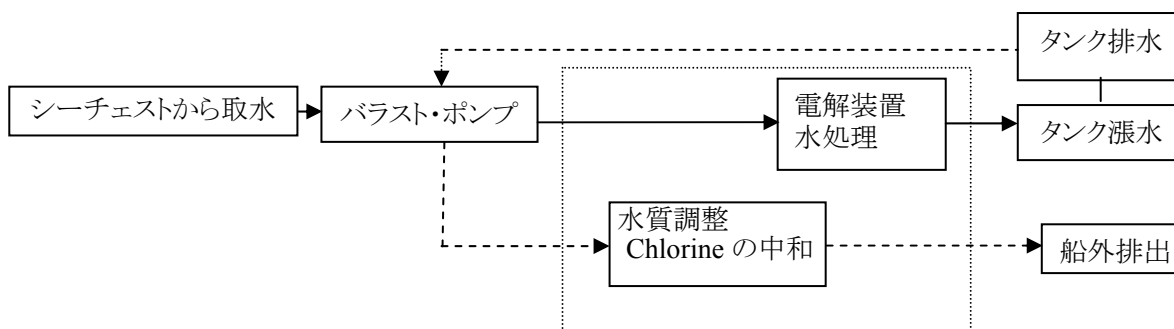 タンク排水
シーチェストから取水
バラスト・ポンプ
電解装置
水処理
タンク漲水
水質調整
Chlorine の中和
船外排出